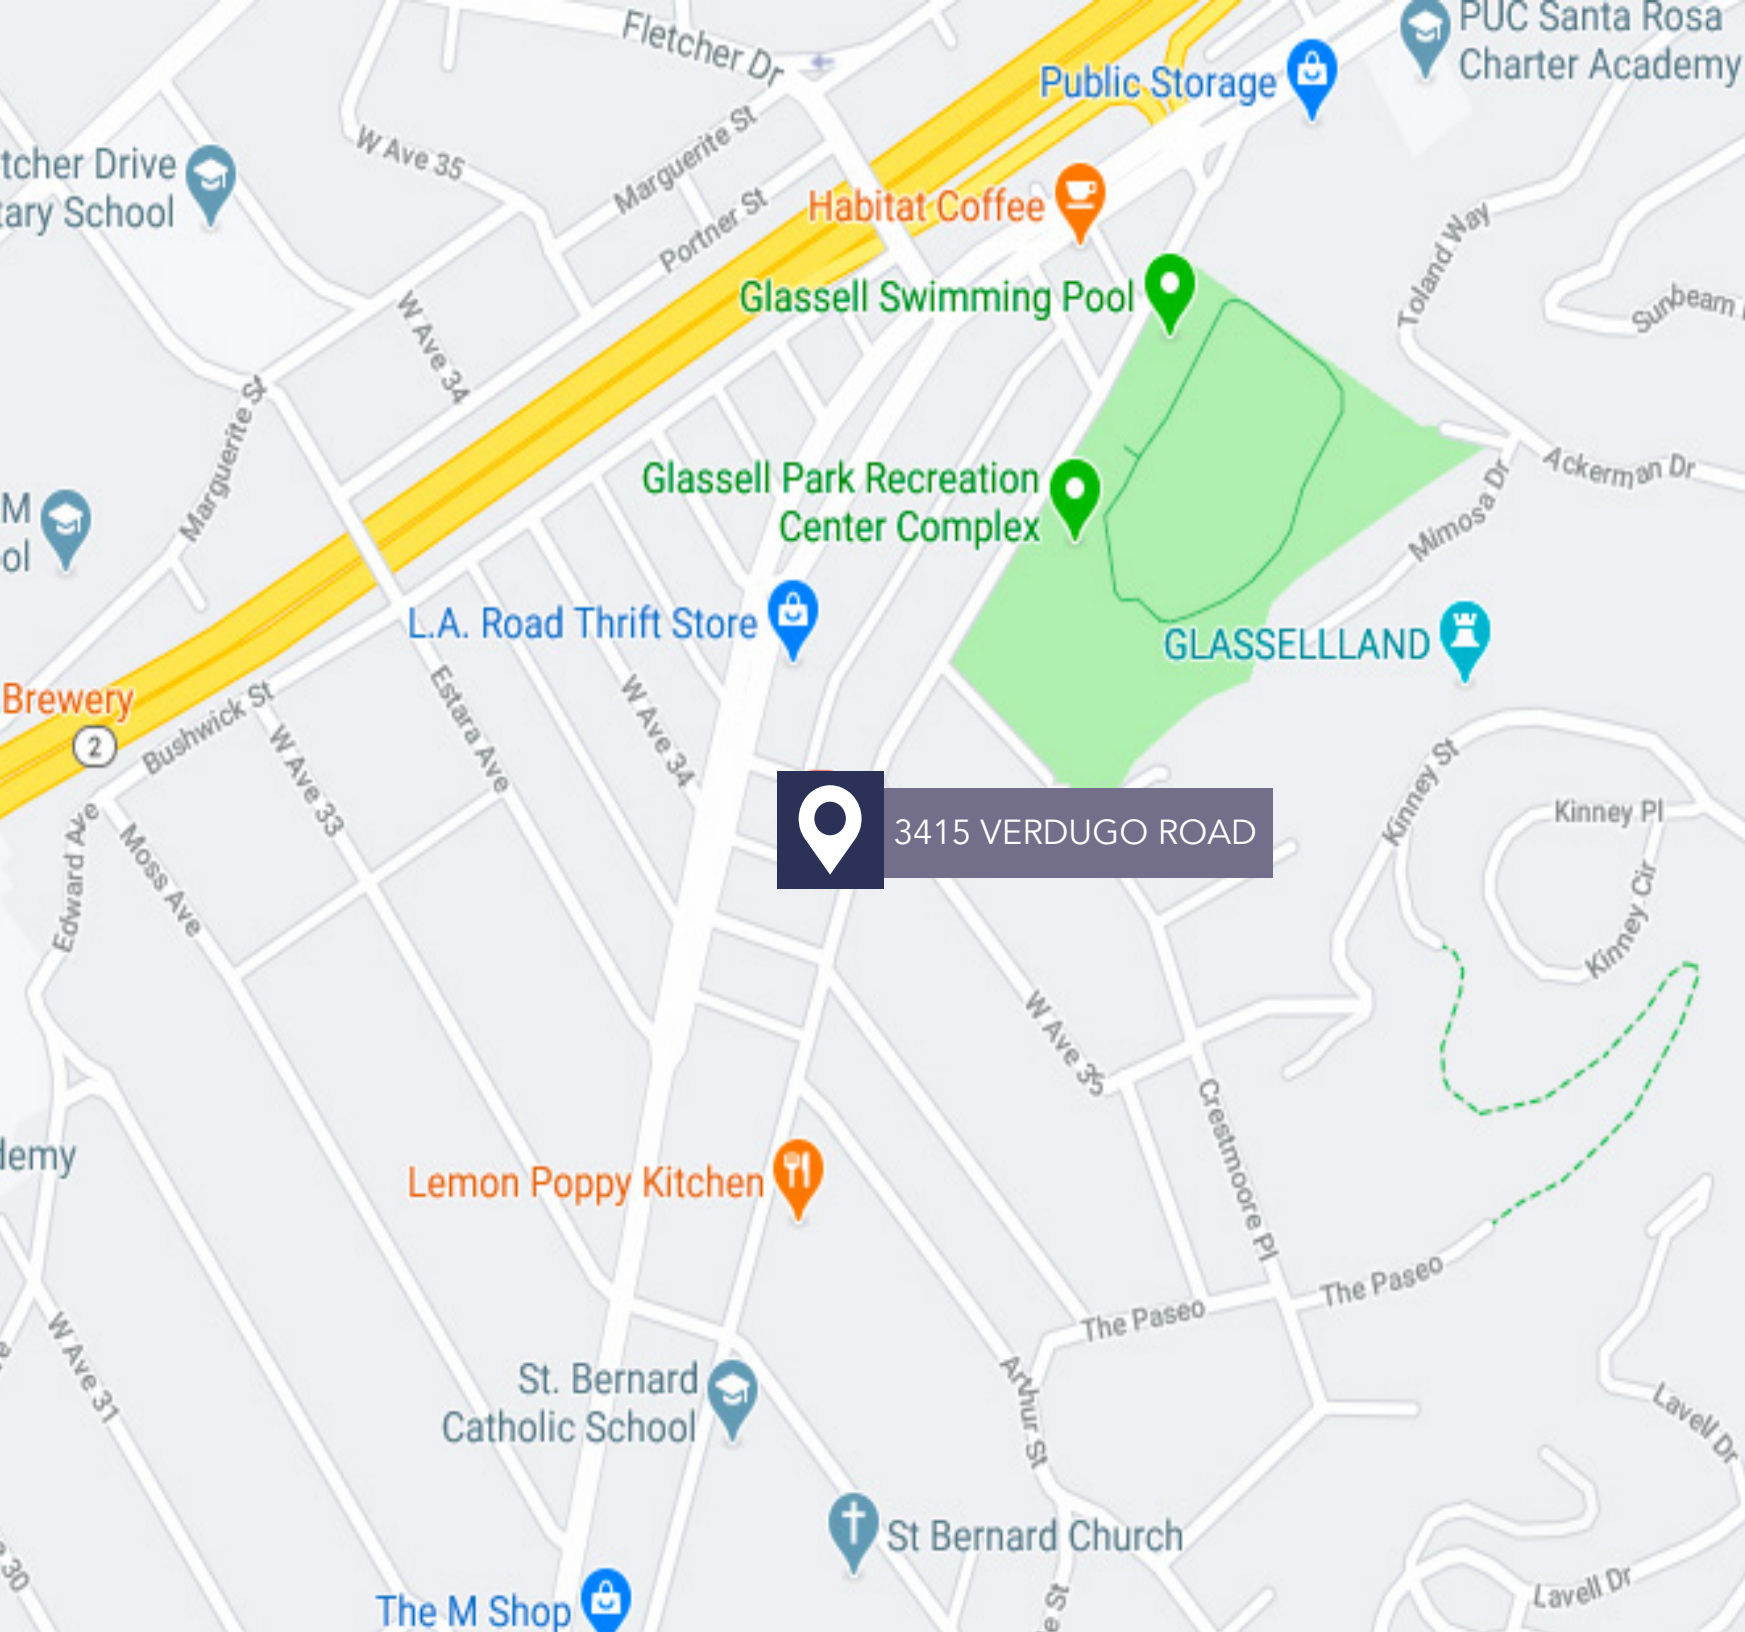 PUC Santa Rosa
Charter Academy
Fletcher Dr
Public Storage
W Ave 35
Marguerite St
tcher Drive
tary School
Habitat Coffee
Portner St
Toland Way
Glassell Swimming Pool
Sunbeam
W Ave 34
Marguerite St
Glassell Park Recreation
Center Complex
Ackerman Dr
Mimosa Dr
M
ol
L.A. Road Thrift Store
GLASSELLLAND
Brewery
2
Bushwick St
Estara Ave
W Ave 34
W Ave 33
Kinney St
Kinney Pl
3415 VERDUGO ROAD
Edward Ave
Moss Ave
Kinney Cir
W Ave 35
Crestmoore Pl
demy
Lemon Poppy Kitchen
The Paseo
The Paseo
W Ave 31
St. Bernard
Catholic School
Arthur St
Lavell Dr
St Bernard Church
30
Lavell Dr
The M Shop
e St